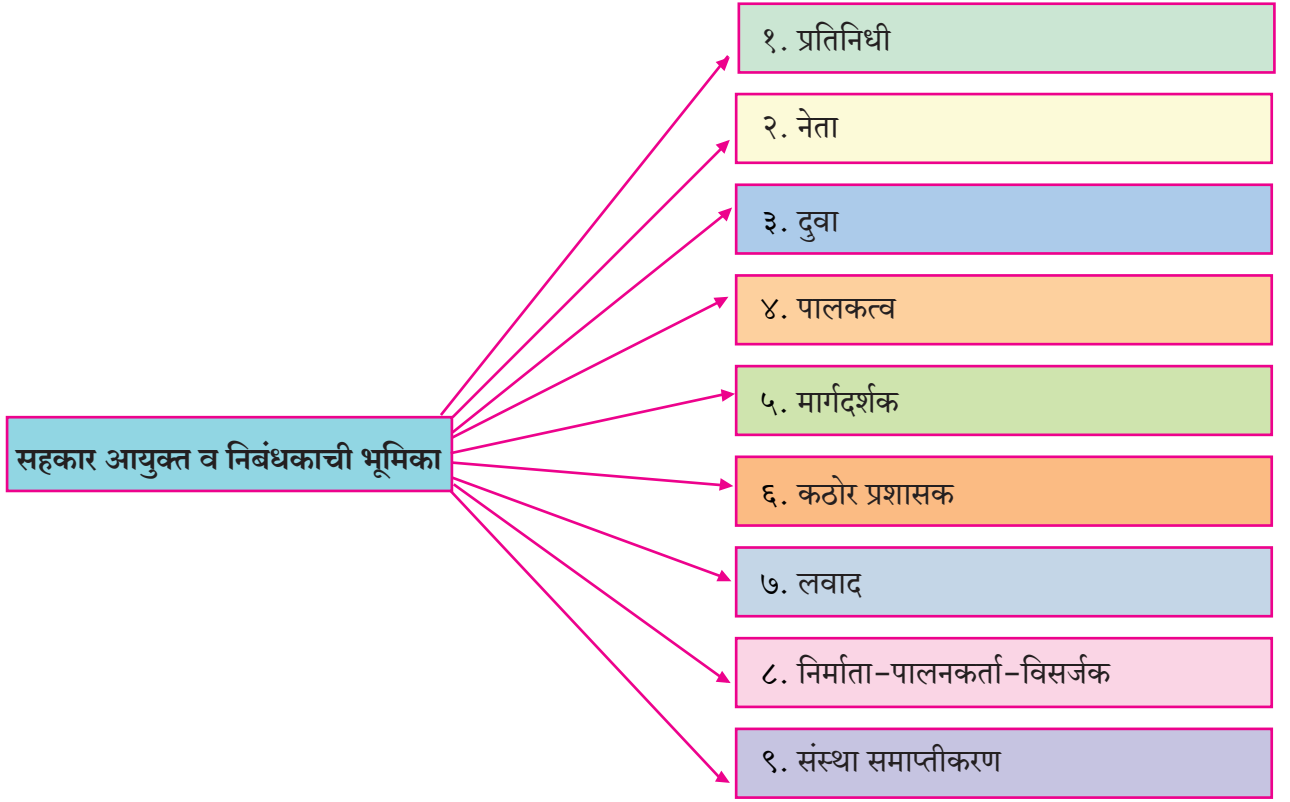 सहकार आयुक्त व निबंधकाची भूमिका
१. प्रतिनिधी
२. नेता
३. दुवा
४. पालकत्व
५. मार्गदर्शक
६. कठोर प्रशासक
७. लवाद
८. निर्माता-पालनकर्ता-विसर्जक
९. संस्था समाप्तीकरण